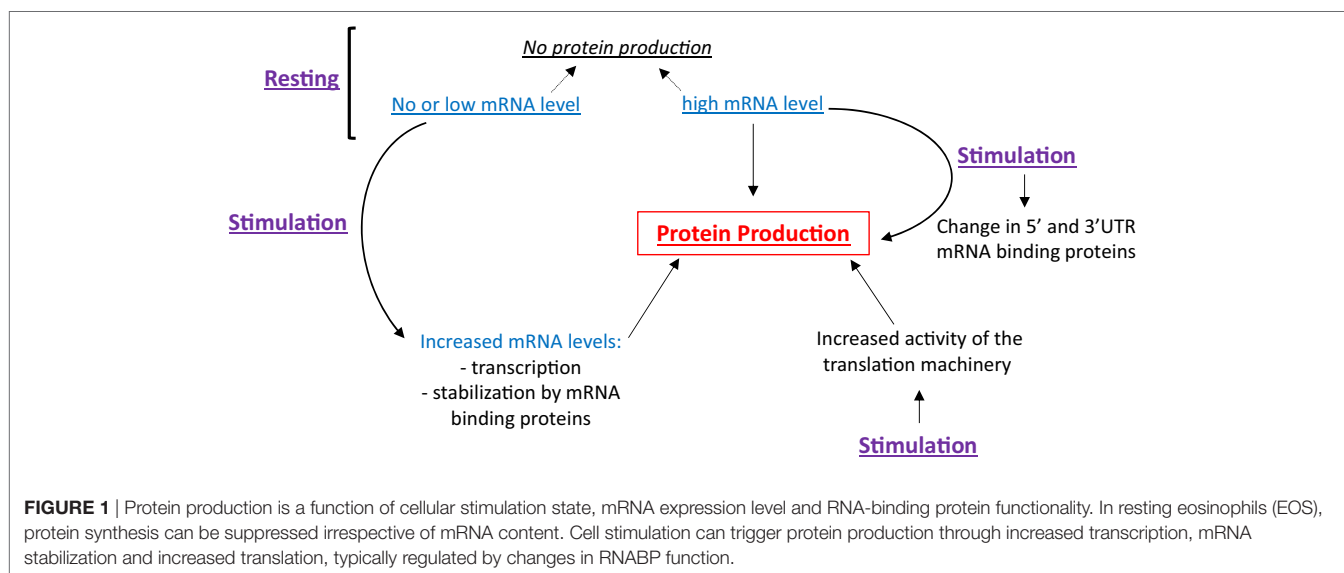 No protein production
Resting
No or low mRNA level
high mRNA level
Stimulation
Stimulation
Change in 5’ and 3’UTR
mRNA binding proteins
Protein Production
Increased mRNA levels:
- transcription
- stabilization by mRNA
binding proteins
Increased activity of the
translation machinery
Stimulation
FIGURE 1 | Protein production is a function of cellular stimulation state, mRNA expression level and RNA-binding protein functionality. In resting eosinophils (EOS),
protein synthesis can be suppressed irrespective of mRNA content. Cell stimulation can trigger protein production through increased transcription, mRNA
stabilization and increased translation, typically regulated by changes in RNABP function.